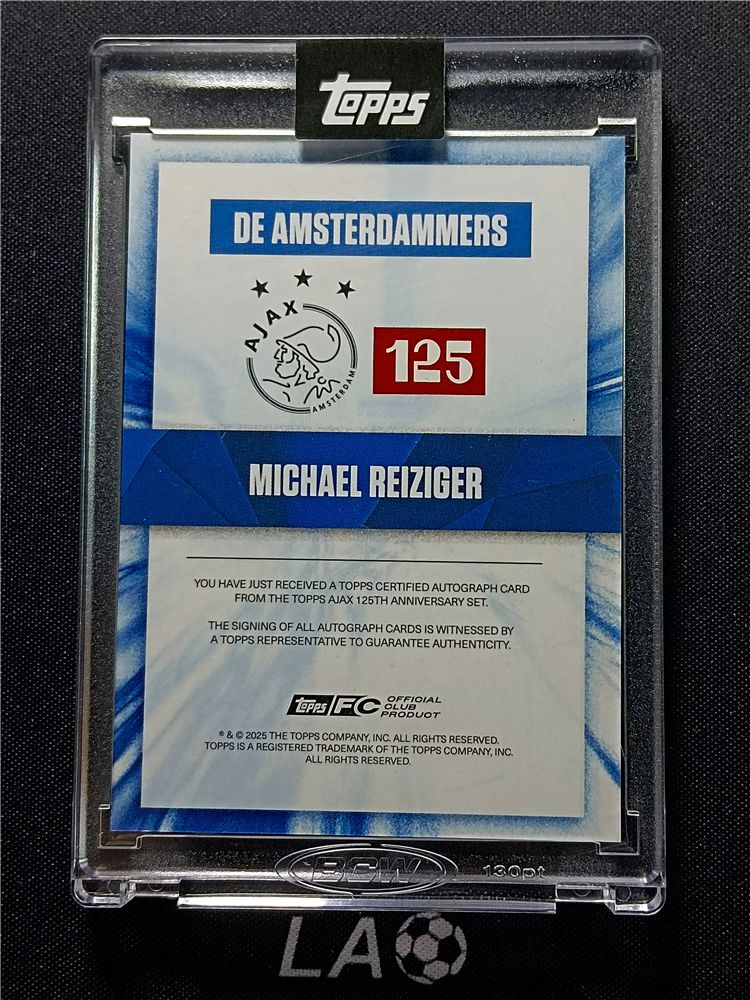 TOPPS
DE AMSTERDAMMERS
AJAX
AMSTERDAM
125
MICHAEL REIZIGER
YOU HAVE JUST RECEIVED A TOPPS CERTIFIED AUTOGRAPH CARD
FROM THE TOPPS AJAX 125TH ANNIVERSARY SET.
THE SIGNING OF ALL AUTOGRAPH CARDS IS WITNESSED BY
A TOPPS REPRESENTATIVE TO GUARANTEE AUTHENTICITY.
TOPPS FC OFFICIAL
CLUB
PRODUCT
® & © 2025 THE TOPPS COMPANY, INC. ALL RIGHTS RESERVED.
TOPPS IS A REGISTERED TRADEMARK OF THE TOPPS COMPANY, INC.
ALL RIGHTS RESERVED.
BCW
130pt
LA